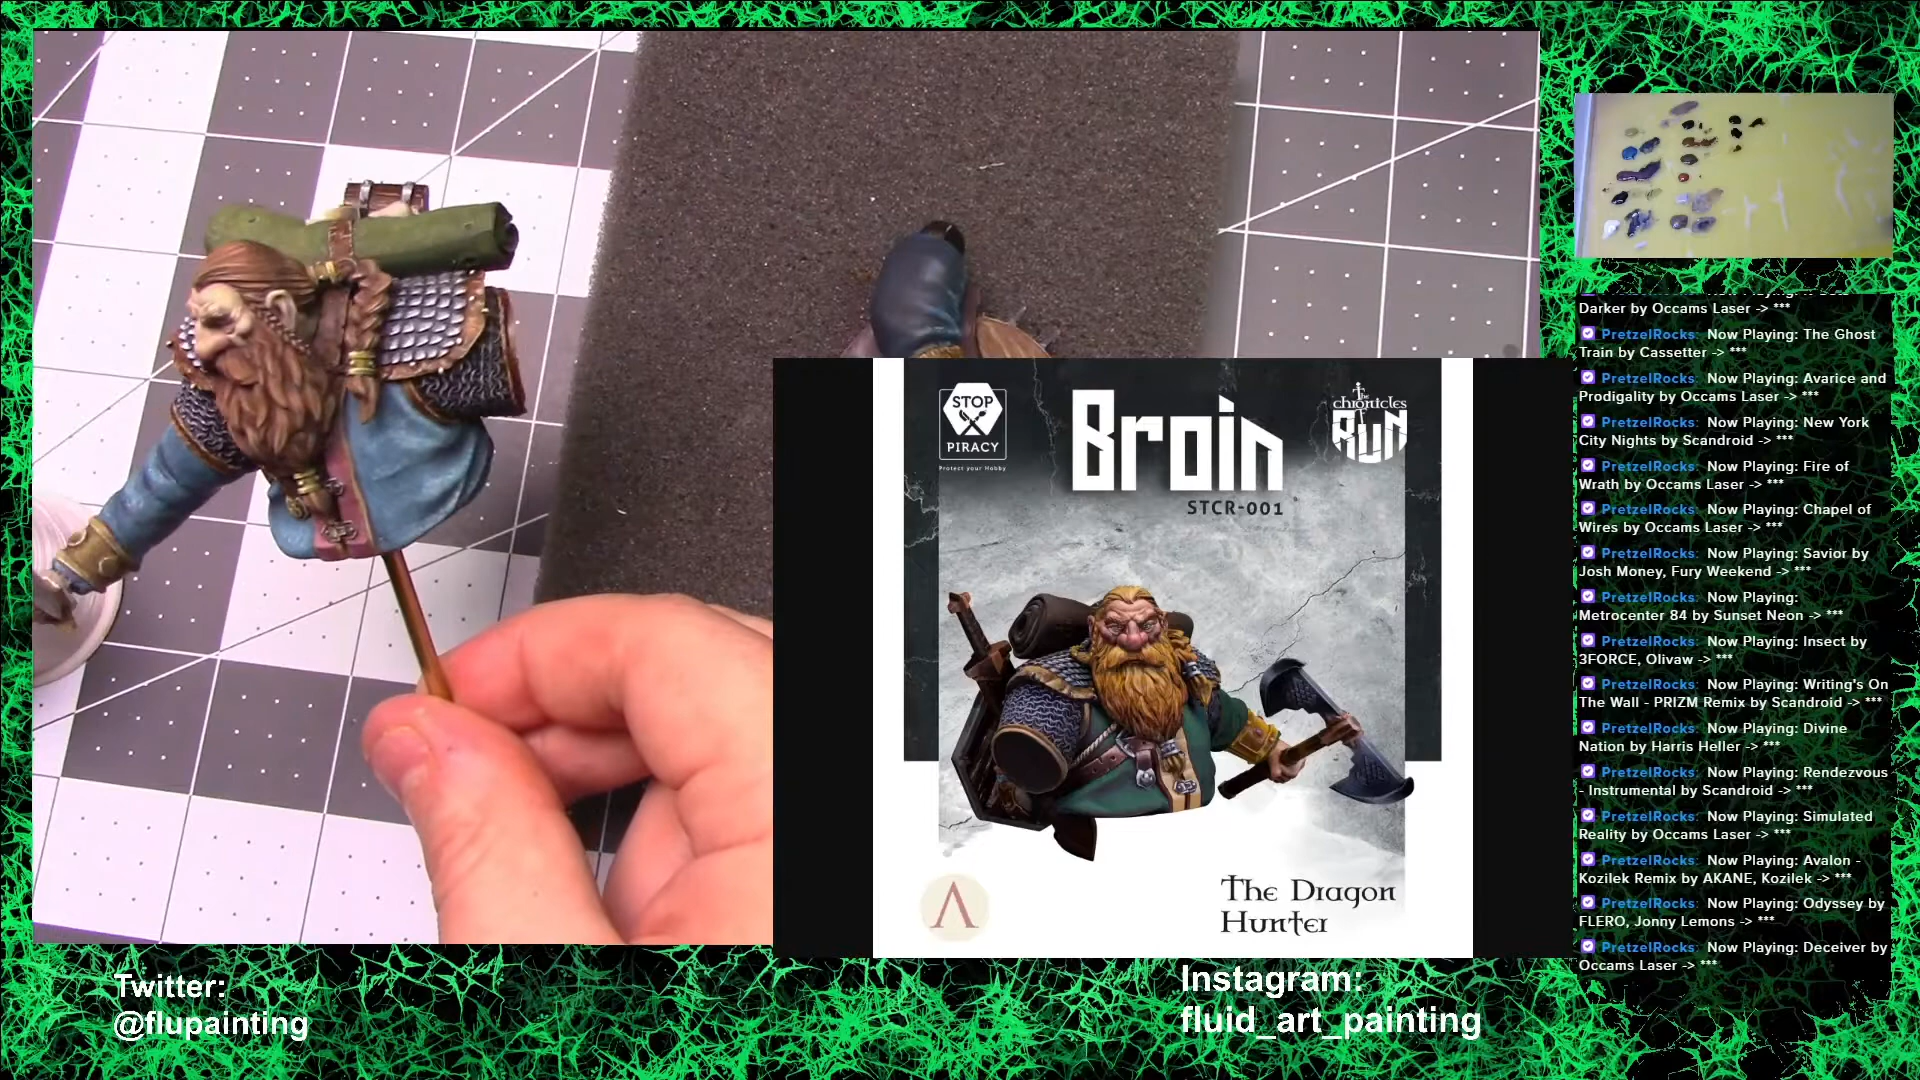 STOP
PIRACY
Protect your Hobby
Broin
STCR-001
The
chronicles
of
RUN
The Dragon
Hunter
Twitter:
@flupainting
Instagram:
fluid_art_painting
Darker by Occams Laser -> ***
PretzelRocks: Now Playing: The Ghost
Train by Cassetter -> ***
PretzelRocks: Now Playing: Avarice and
Prodigality by Occams Laser -> ***
PretzelRocks: Now Playing: New York
City Nights by Scandroid -> ***
PretzelRocks: Now Playing: Fire of
Wrath by Occams Laser -> ***
PretzelRocks: Now Playing: Chapel of
Wires by Occams Laser -> ***
PretzelRocks: Now Playing: Savior by
Josh Money, Fury Weekend -> ***
PretzelRocks: Now Playing:
Metrocenter 84 by Sunset Neon -> ***
PretzelRocks: Now Playing: Insect by
3FORCE, Olivaw -> ***
PretzelRocks: Now Playing: Writing's On
The Wall - PRIZM Remix by Scandroid -> ***
PretzelRocks: Now Playing: Divine
Nation by Harris Heller -> ***
PretzelRocks: Now Playing: Rendezvous
- Instrumental by Scandroid -> ***
PretzelRocks: Now Playing: Simulated
Reality by Occams Laser -> ***
PretzelRocks: Now Playing: Avalon -
Kozilek Remix by AKANE, Kozilek -> ***
PretzelRocks: Now Playing: Odyssey by
FLERO, Jonny Lemons -> ***
PretzelRocks: Now Playing: Deceiver by
Occams Laser -> ***